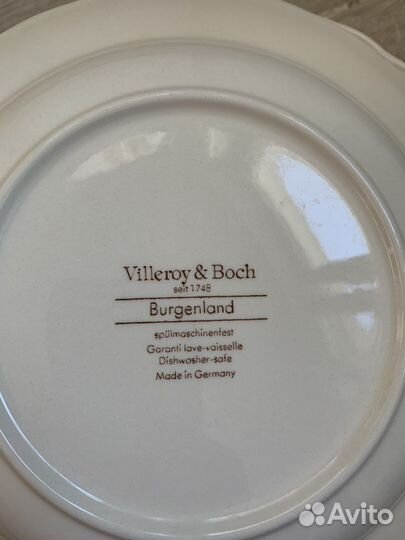 Villeroy & Boch
seit 1748
Burgenland
spülmaschinenfest
Garanti lave-vaisselle
Dishwasher-safe
Made in Germany
Avito